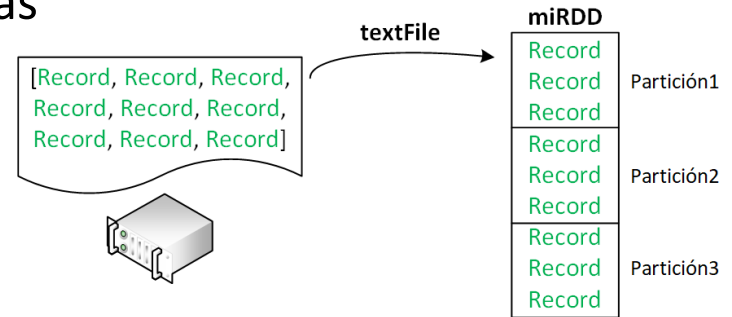 as
[Record, Record, Record,
Record, Record, Record,
Record, Record, Record]
textFile
miRDD
Record
Record
Record
Partición1
Record
Record
Record
Partición2
Record
Record
Record
Partición3